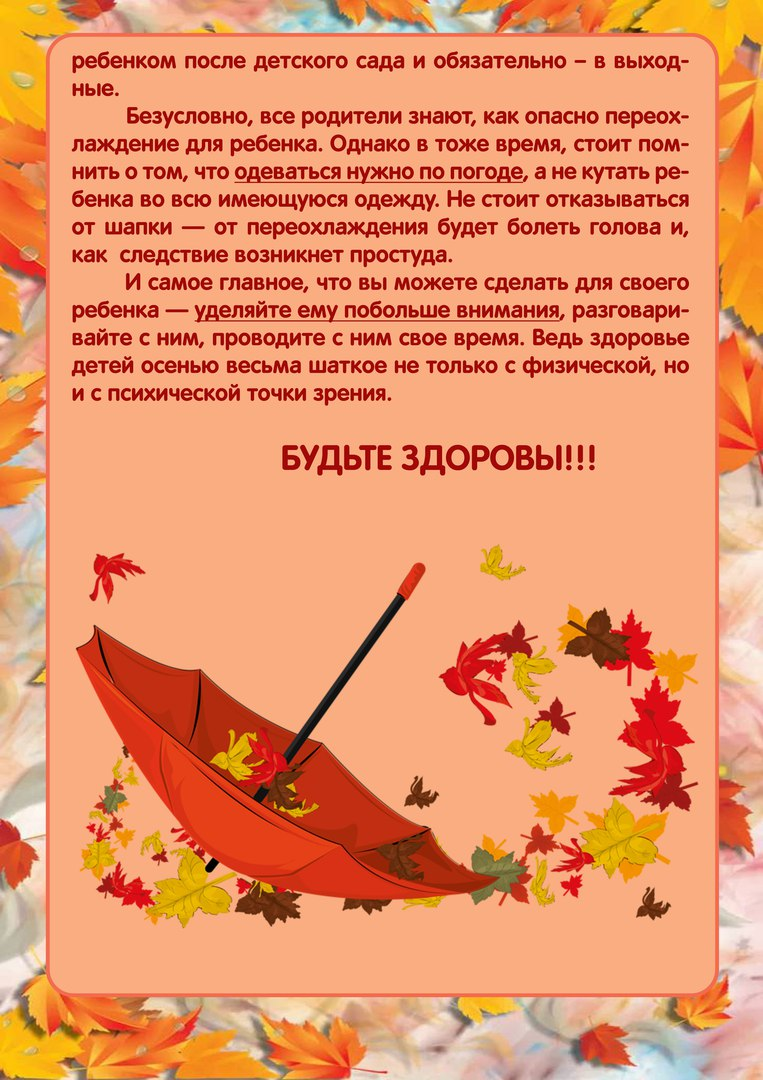 ребенком после детского сада и обязательно – в выход-
ные.
Безусловно, все родители знают, как опасно переох-
лаждение для ребенка. Однако в тоже время, стоит пом-
нить о том, что одеваться нужно по погоде, а не кутать ре-
бенка во всю имеющуюся одежду. Не стоит отказываться
от шапки — от переохлаждения будет болеть голова и,
как следствие возникнет простуда.
И самое главное, что вы можете сделать для своего
ребенка — уделяйте ему побольше внимания, разговари-
вайте с ним, проводите с ним свое время. Ведь здоровье
детей осенью весьма шаткое не только с физической, но
и с психической точки зрения.
БУДЬТЕ ЗДОРОВЫ!!!